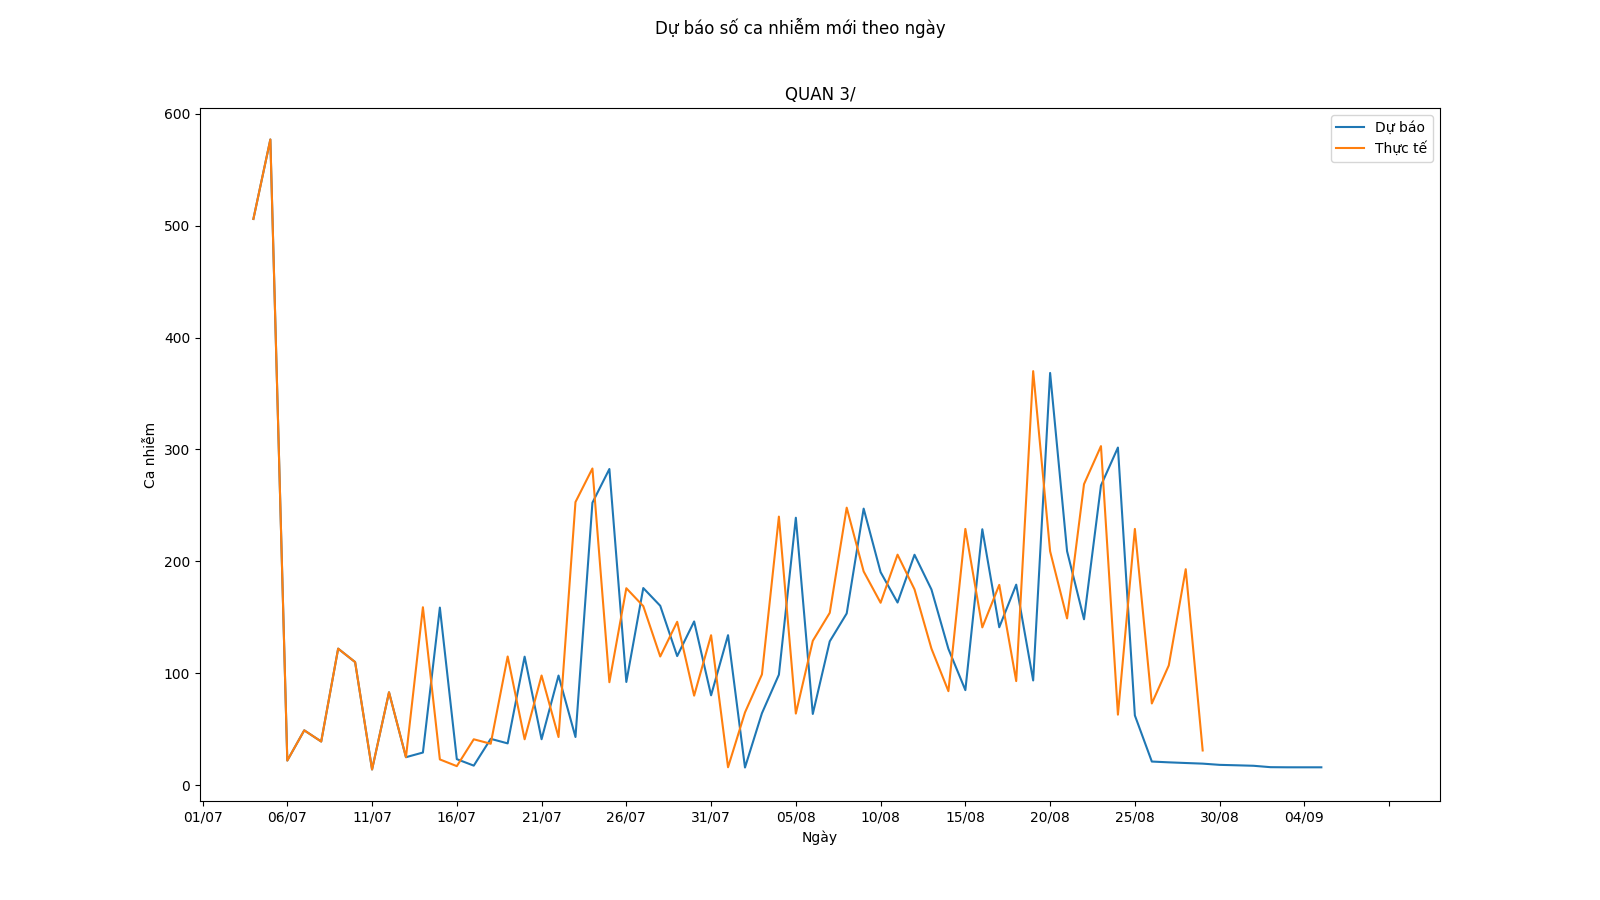 Dự báo số ca nhiễm mới theo ngày
QUAN 3/
Dự báo
Thực tế
600
500
400
300
200
100
0
Ca nhiễm
01/07 06/07 11/07 16/07 21/07 26/07 31/07 05/08 10/08 15/08 20/08 25/08 30/08 04/09
Ngày